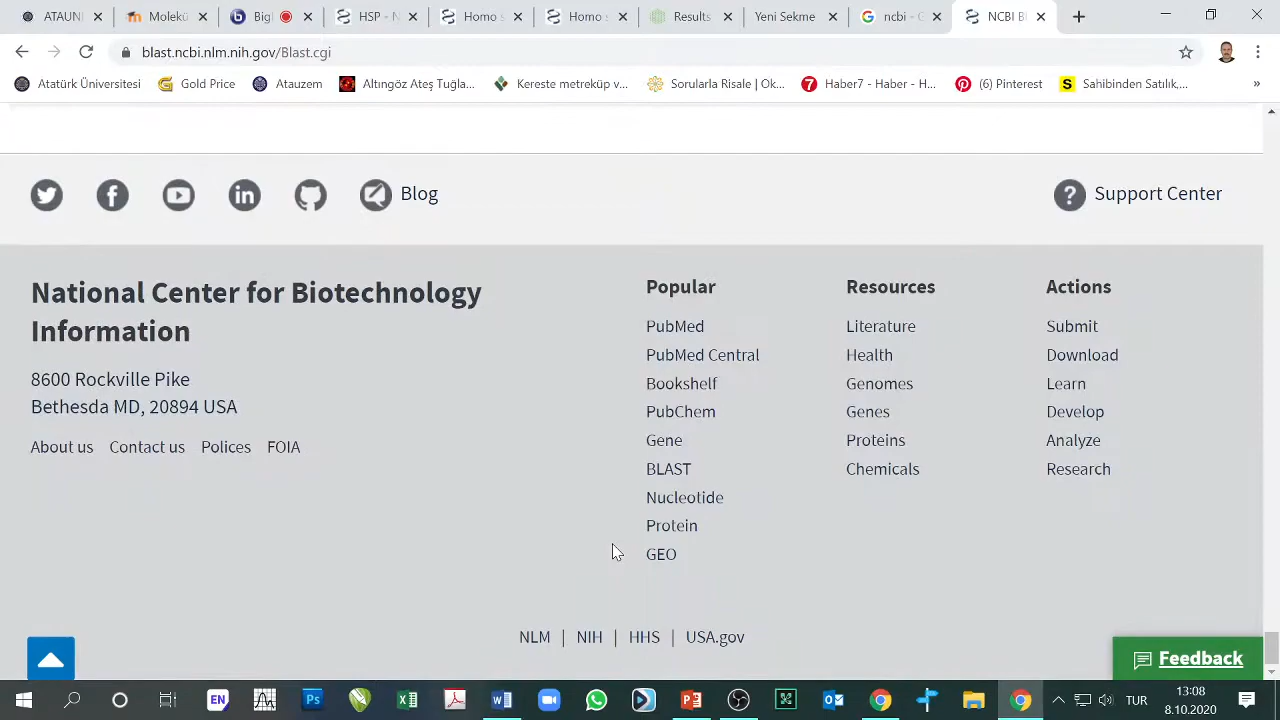 ATAUNI
Molekü
Bigl
HSP - N
Homo s
Homo s
Results
Yeni Sekme
ncbi - G
NCBI Bl
blast.ncbi.nlm.nih.gov/Blast.cgi
Atatürk Üniversitesi
Gold Price
Atauzem
Altıngöz Ateş Tuğla...
Kereste metreküp v...
Sorularla Risale | Ok...
Haber7 - Haber - H...
(6) Pinterest
Sahibinden Satılık,...
Blog
Support Center
National Center for Biotechnology
Information
8600 Rockville Pike
Bethesda MD, 20894 USA
About us Contact us Polices FOIA
Popular
PubMed
PubMed Central
Bookshelf
PubChem
Gene
BLAST
Nucleotide
Protein
GEO
Resources
Literature
Health
Genomes
Genes
Proteins
Chemicals
Actions
Submit
Download
Learn
Develop
Analyze
Research
NLM | NIH | HHS | USA.gov
Feedback
EN
TUR
13:08
8.10.2020